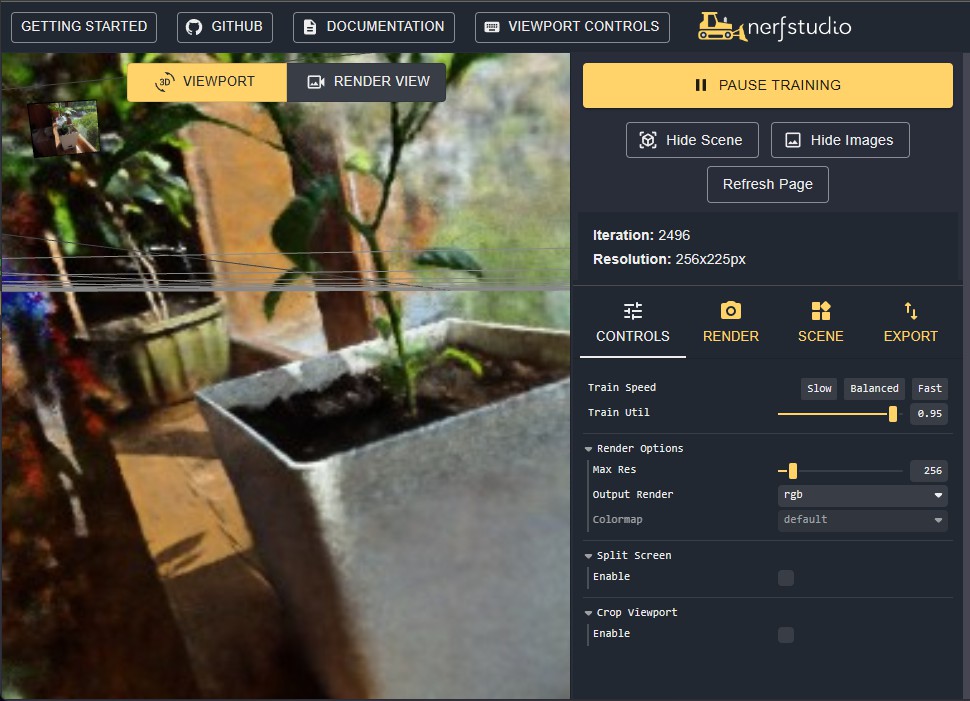 GETTING STARTED GITHUB DOCUMENTATION VIEWPORT CONTROLS nerfstudio
3D VIEWPORT RENDER VIEW
PAUSE TRAINING
Hide Scene Hide Images
Refresh Page
Iteration: 2496
Resolution: 256x225px
CONTROLS RENDER SCENE EXPORT
Train Speed Slow Balanced Fast
Train Util 0.95
Render Options
Max Res 256
Output Render rgb
Colormap default
Split Screen
Enable
Crop Viewport
Enable